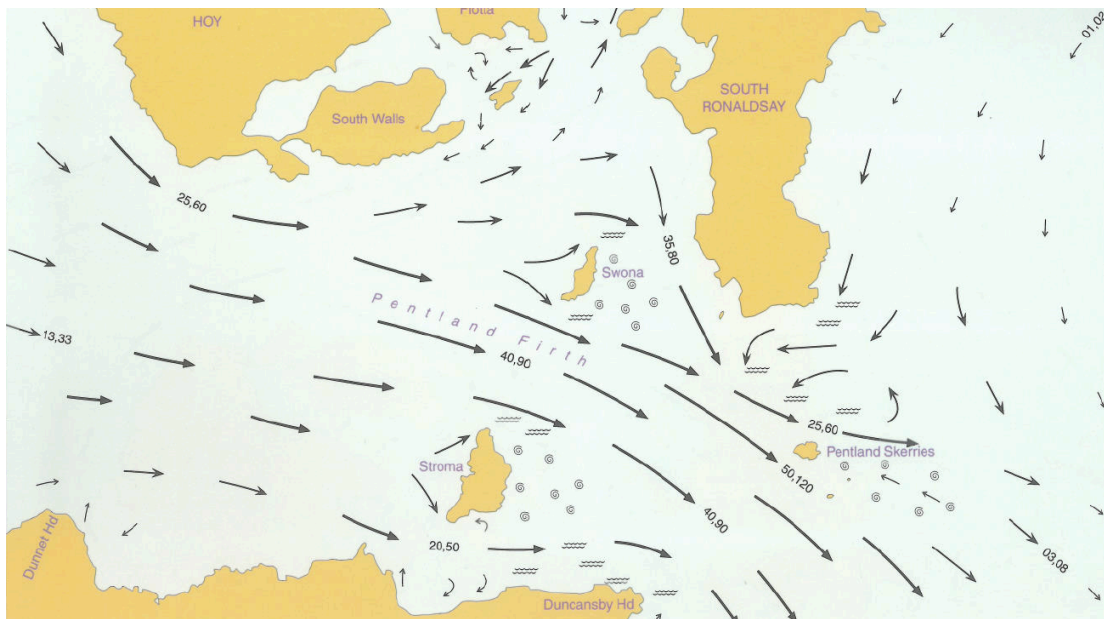 HOY
Flotta
01,02
South Walls
SOUTH
RONALDSAY
25,60
35,80
Swona
Pentland Firth
13,33
40,90
25,60
Pentland Skerries
Stroma
50,120
40,90
20,50
03,08
Dunnet Hd
Duncansby Hd